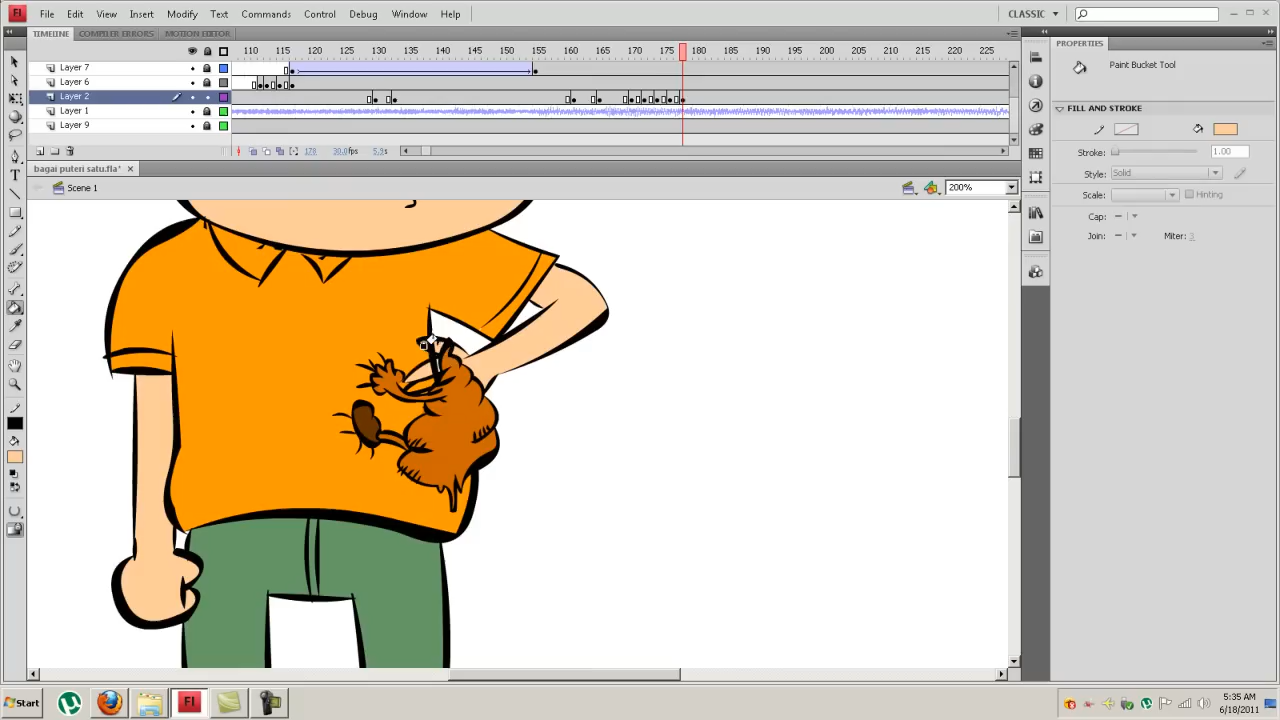 Fl File Edit View Insert Modify Text Commands Control Debug Window Help CLASSIC
TIMELINE COMPILER ERRORS MOTION EDITOR
110 115 120 125 130 135 140 145 150 155 160 165 170 175 180 185 190 195 200 205 210 215 220 225
Layer 7
Layer 6
Layer 2
Layer 1
Layer 9
178 30.0fps 5.9s
bagai puteri satu.fla*
Scene 1
200%
PROPERTIES
Paint Bucket Tool
FILL AND STROKE
Stroke: 1.00
Style: Solid
Scale: Hinting
Cap:
Join: Miter: 3
Start
Fl
5:35 AM
6/18/2011